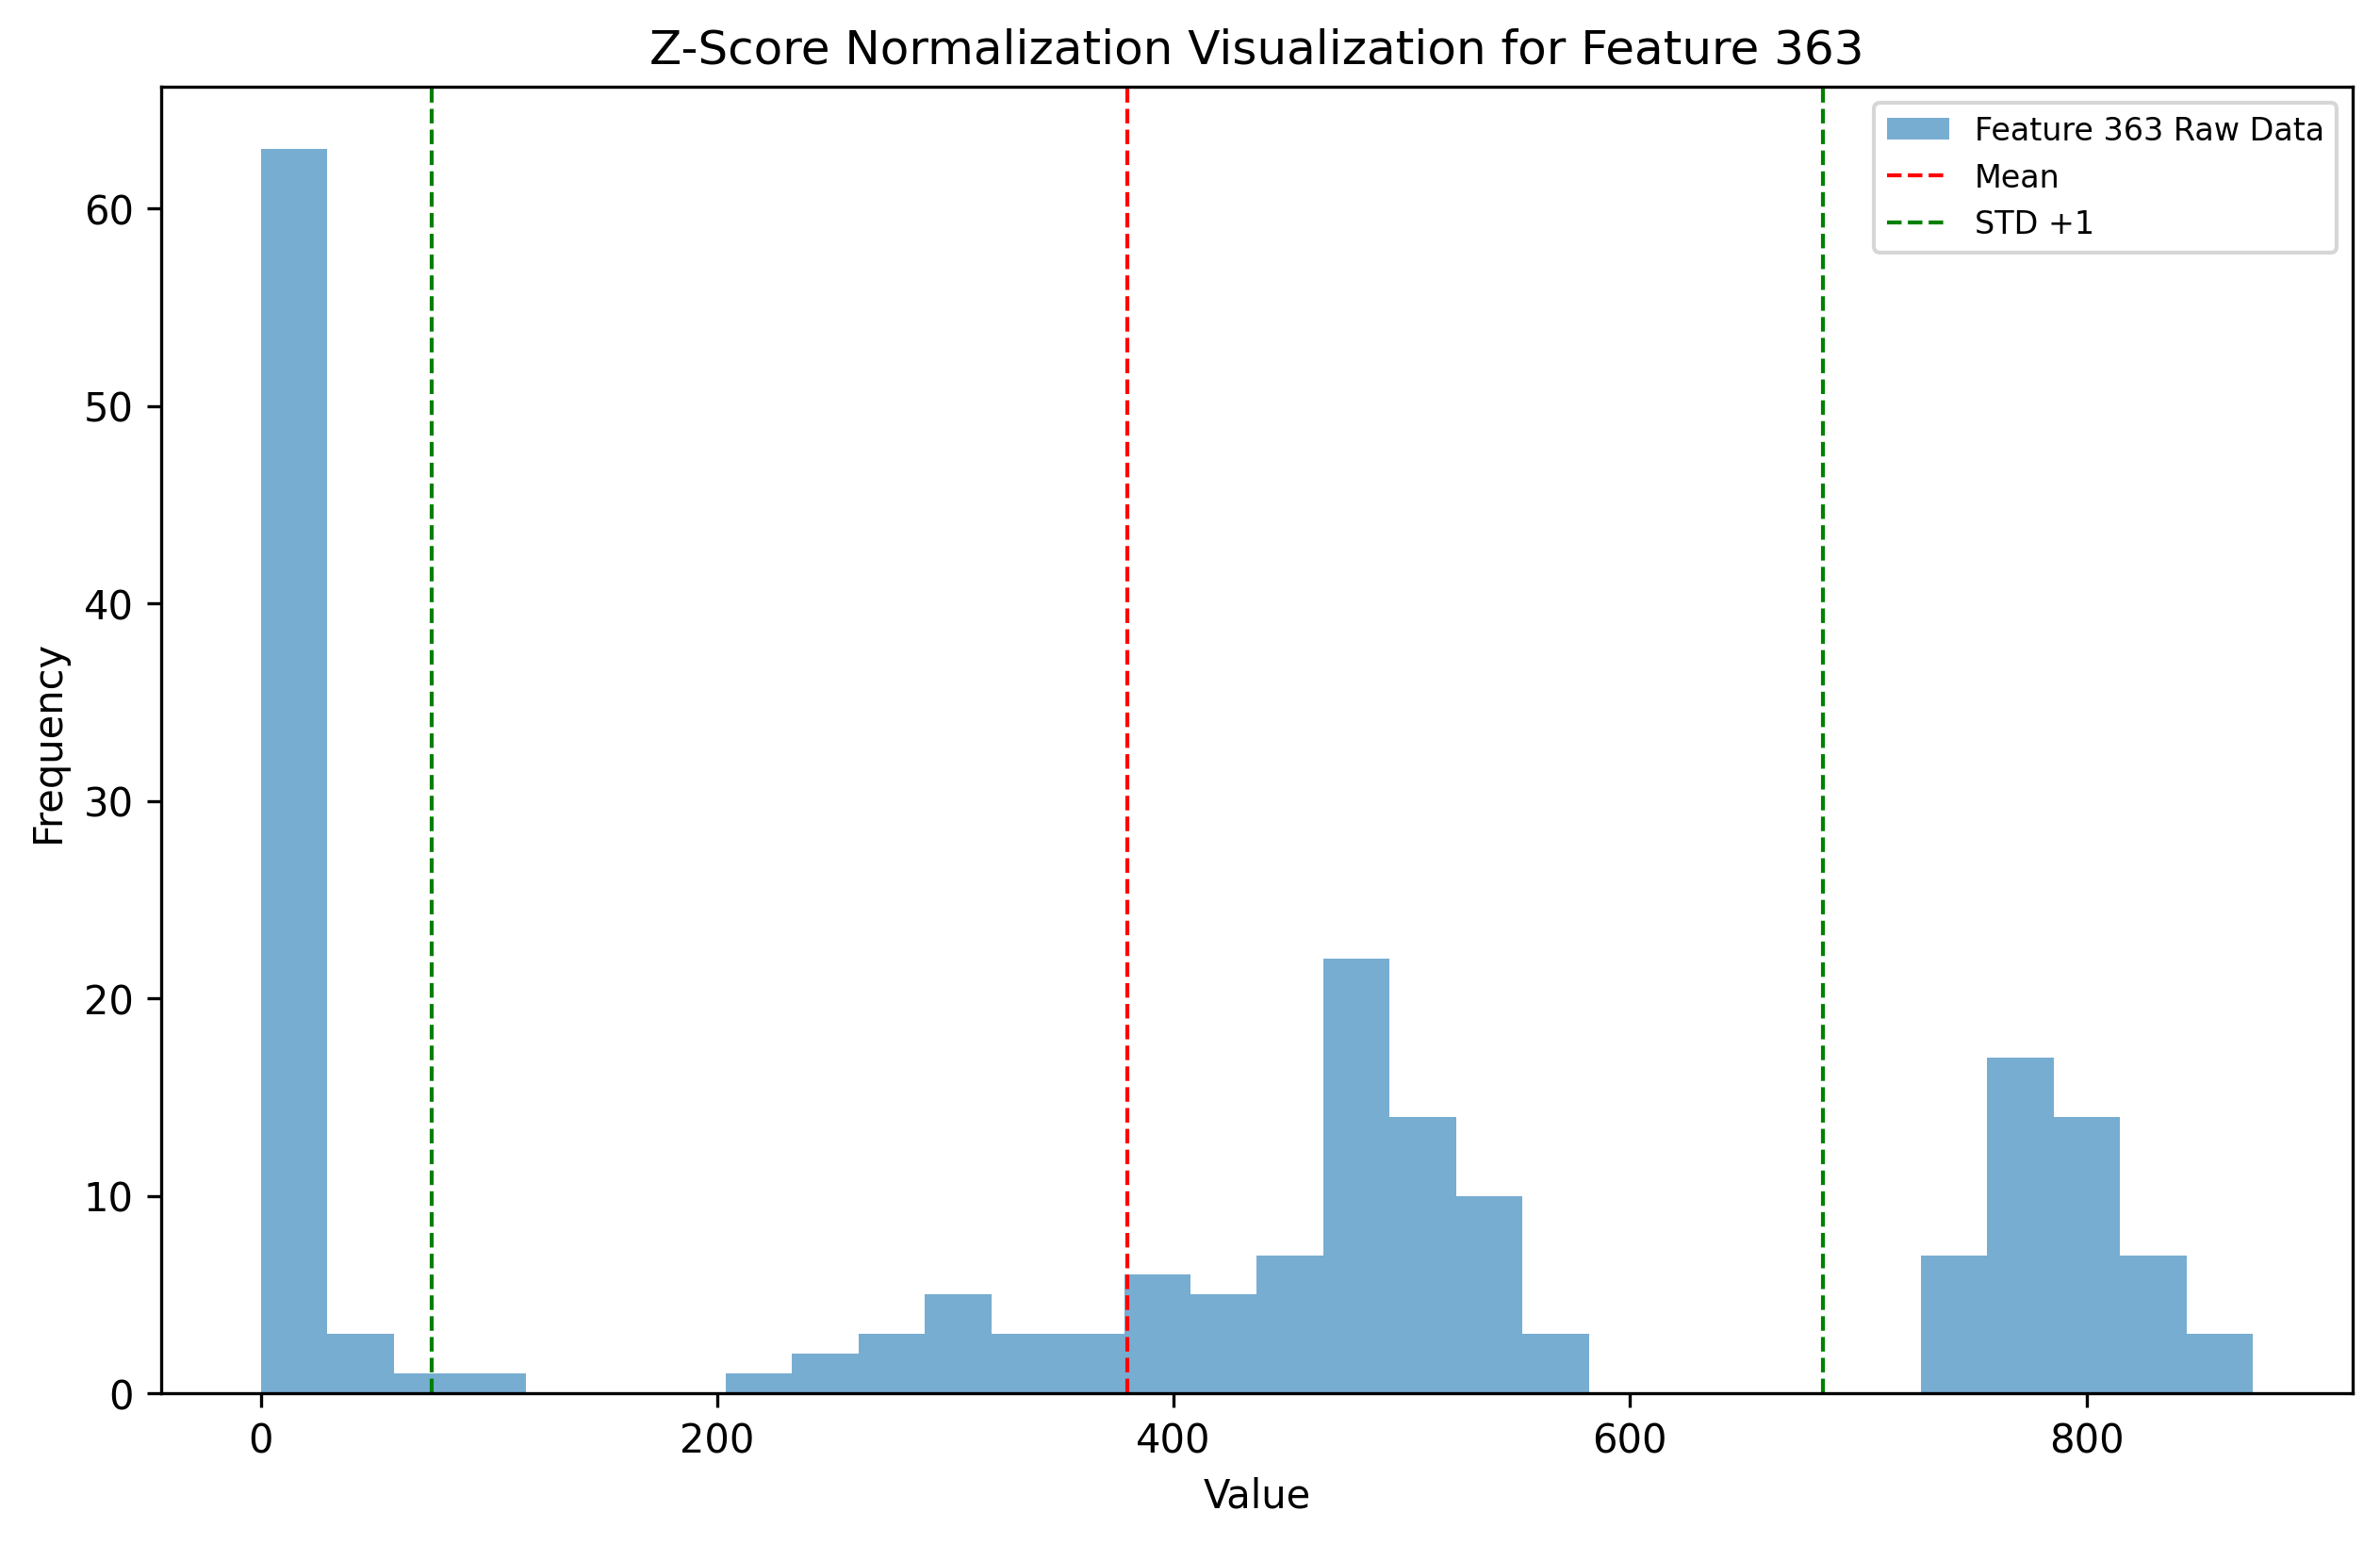 Z-Score Normalization Visualization for Feature 363
Feature 363 Raw Data
Mean
STD +1
60
50
40
30
20
10
0
Frequency
0 200 400 600 800
Value